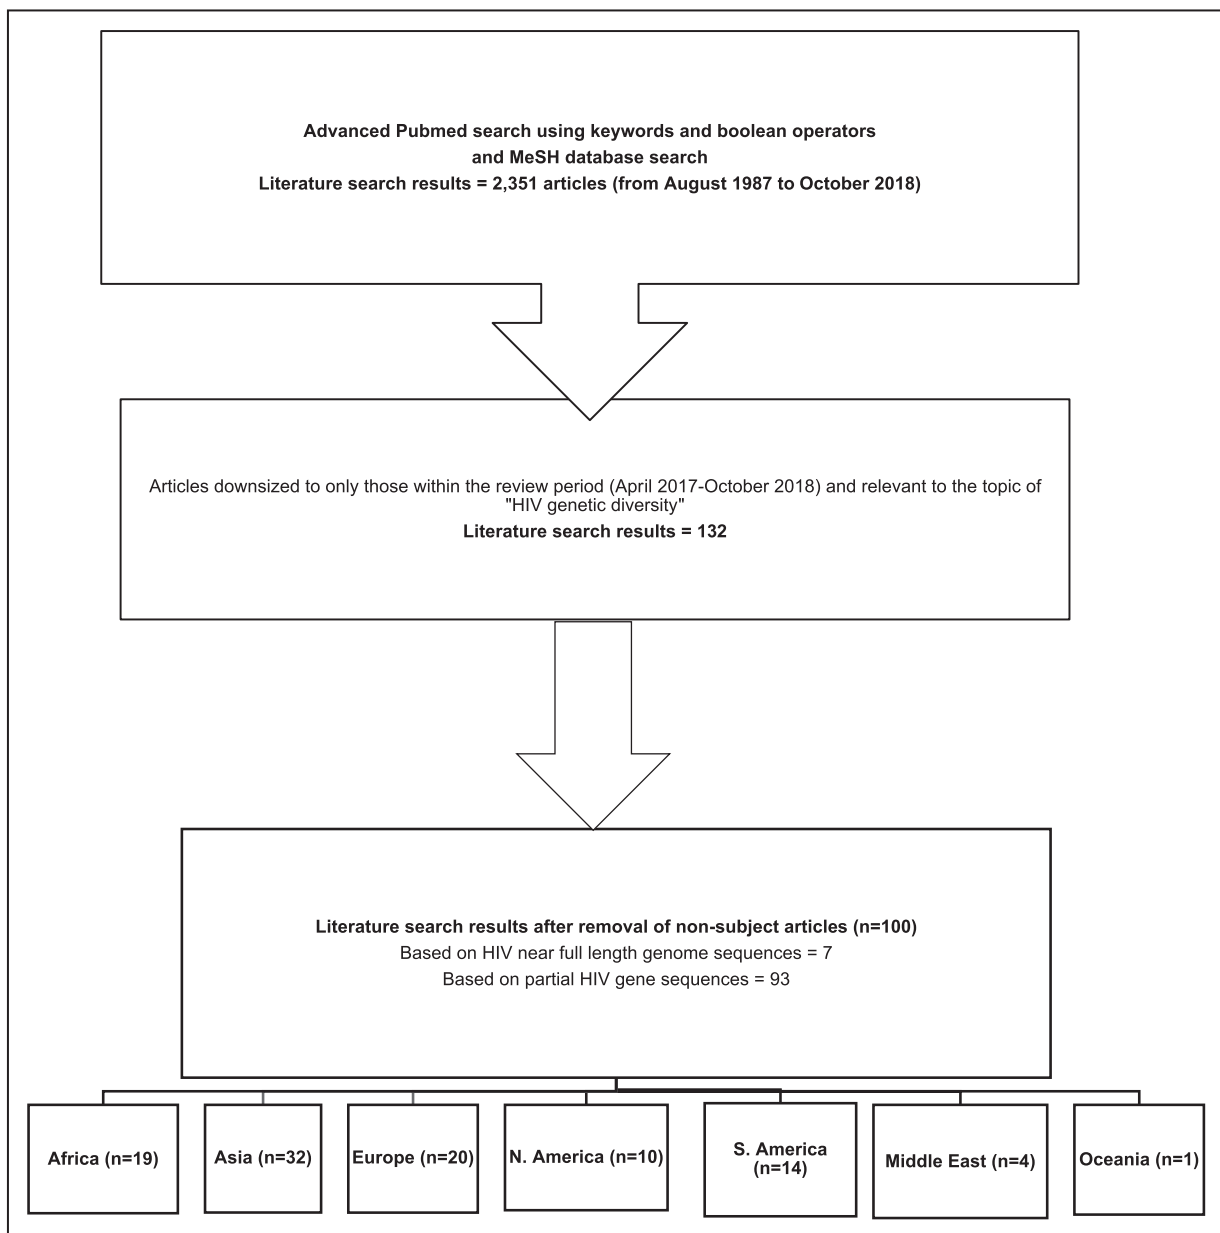 Advanced Pubmed search using keywords and boolean operators
and MeSH database search
Literature search results = 2,351 articles (from August 1987 to October 2018)
Articles downsized to only those within the review period (April 2017-October 2018) and relevant to the topic of
"HIV genetic diversity"
Literature search results = 132
Literature search results after removal of non-subject articles (n=100)
Based on HIV near full length genome sequences = 7
Based on partial HIV gene sequences = 93
Africa (n=19)
Asia (n=32)
Europe (n=20)
N. America (n=10)
S. America
(n=14)
Middle East (n=4)
Oceania (n=1)